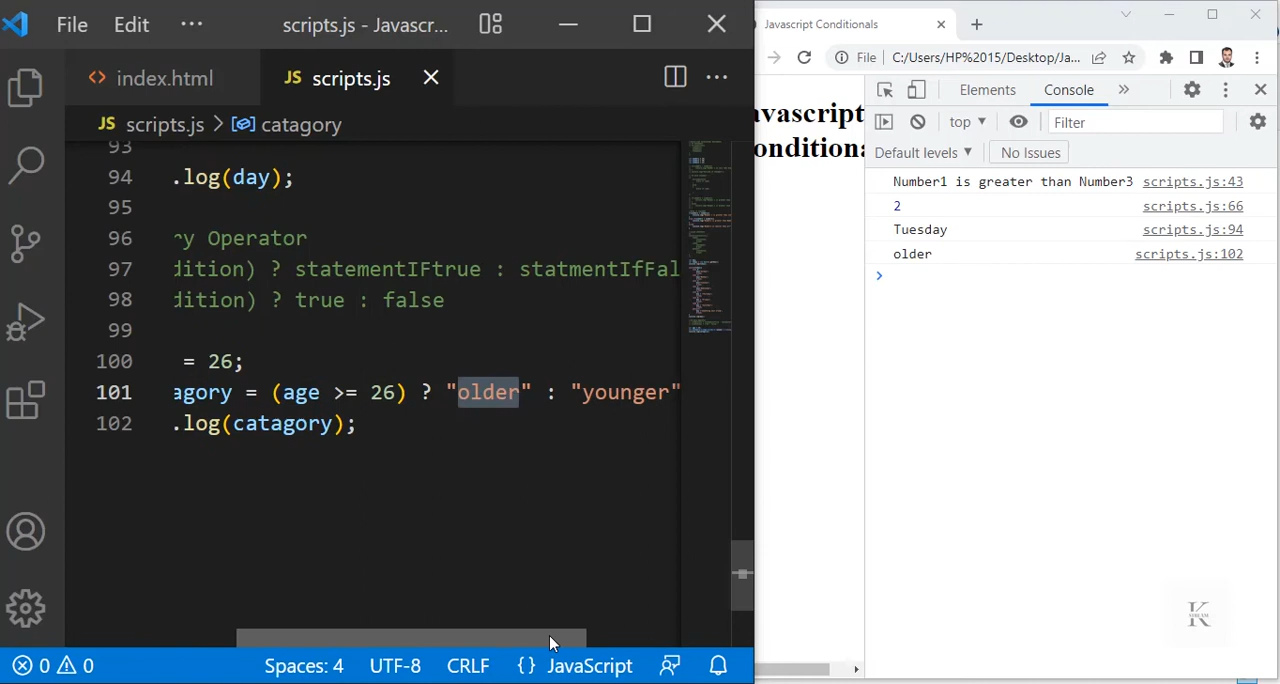 File Edit ··· scripts.js - Javascr...
index.html JS scripts.js
JS scripts.js > catagory
93
94 .log(day);
95
96 ry Operator
97 dition) ? statementIFtrue : statmentIfFal
98 dition) ? true : false
99
100 = 26;
101 agory = (age >= 26) ? "older" : "younger"
102 .log(catagory);
0 0 Spaces: 4 UTF-8 CRLF {} JavaScript
Javascript Conditionals
File C:/Users/HP%2015/Desktop/Ja...
avascript
onditiona
Elements Console
top Filter
Default levels No Issues
Number1 is greater than Number3 scripts.js:43
2 scripts.js:66
Tuesday scripts.js:94
older scripts.js:102
K